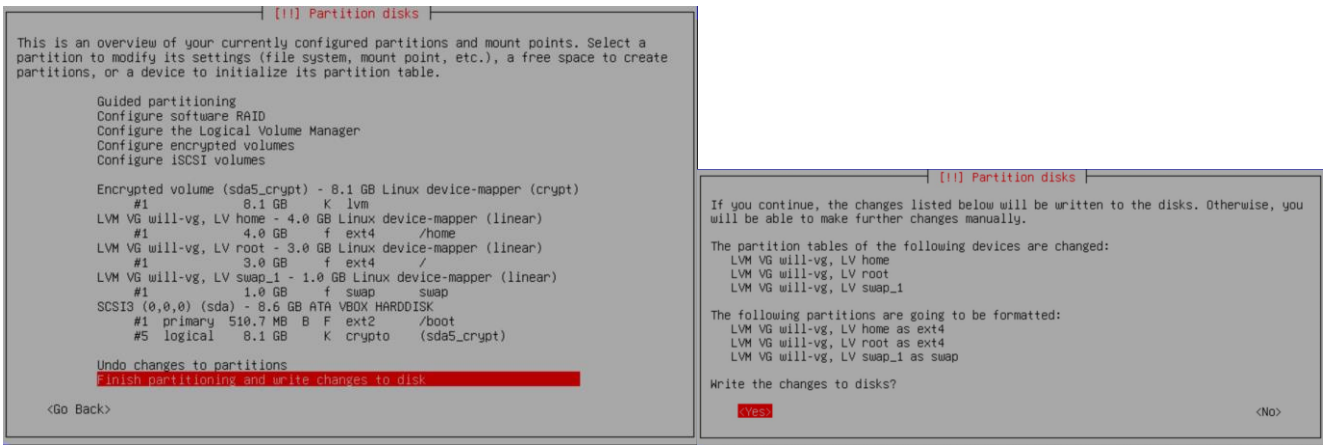 [!!] Partition disks
This is an overview of your currently configured partitions and mount points. Select a
partition to modify its settings (file system, mount point, etc.), a free space to create
partitions, or a device to initialize its partition table.
Guided partitioning
Configure software RAID
Configure the Logical Volume Manager
Configure encrypted volumes
Configure iSCSI volumes
Encrypted volume (sda5_crypt) - 8.1 GB Linux device-mapper (crypt)
#1 8.1 GB K lvm
LVM VG will-vg, LV home - 4.0 GB Linux device-mapper (linear)
#1 4.0 GB f ext4 /home
LVM VG will-vg, LV root - 3.0 GB Linux device-mapper (linear)
#1 3.0 GB f ext4 /
LVM VG will-vg, LV swap_1 - 1.0 GB Linux device-mapper (linear)
#1 1.0 GB f swap swap
SCSI3 (0,0,0) (sda) - 8.6 GB ATA VBOX HARDDISK
#1 primary 510.7 MB B F ext2 /boot
#5 logical 8.1 GB K crypto (sda5_crypt)
Undo changes to partitions
Finish partitioning and write changes to disk
<Go Back>
[!!] Partition disks
If you continue, the changes listed below will be written to the disks. Otherwise, you
will be able to make further changes manually.
The partition tables of the following devices are changed:
LVM VG will-vg, LV home
LVM VG will-vg, LV root
LVM VG will-vg, LV swap_1
The following partitions are going to be formatted:
LVM VG will-vg, LV home as ext4
LVM VG will-vg, LV root as ext4
LVM VG will-vg, LV swap_1 as swap
Write the changes to disks?
<Yes> <No>